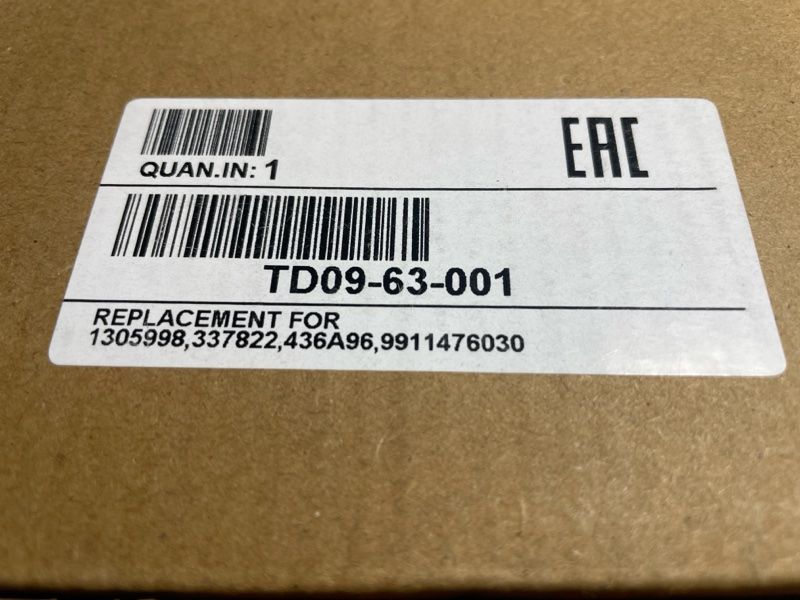 QUAN.IN: 1
EAC
TD09-63-001
REPLACEMENT FOR
1305998,337822,436A96,9911476030